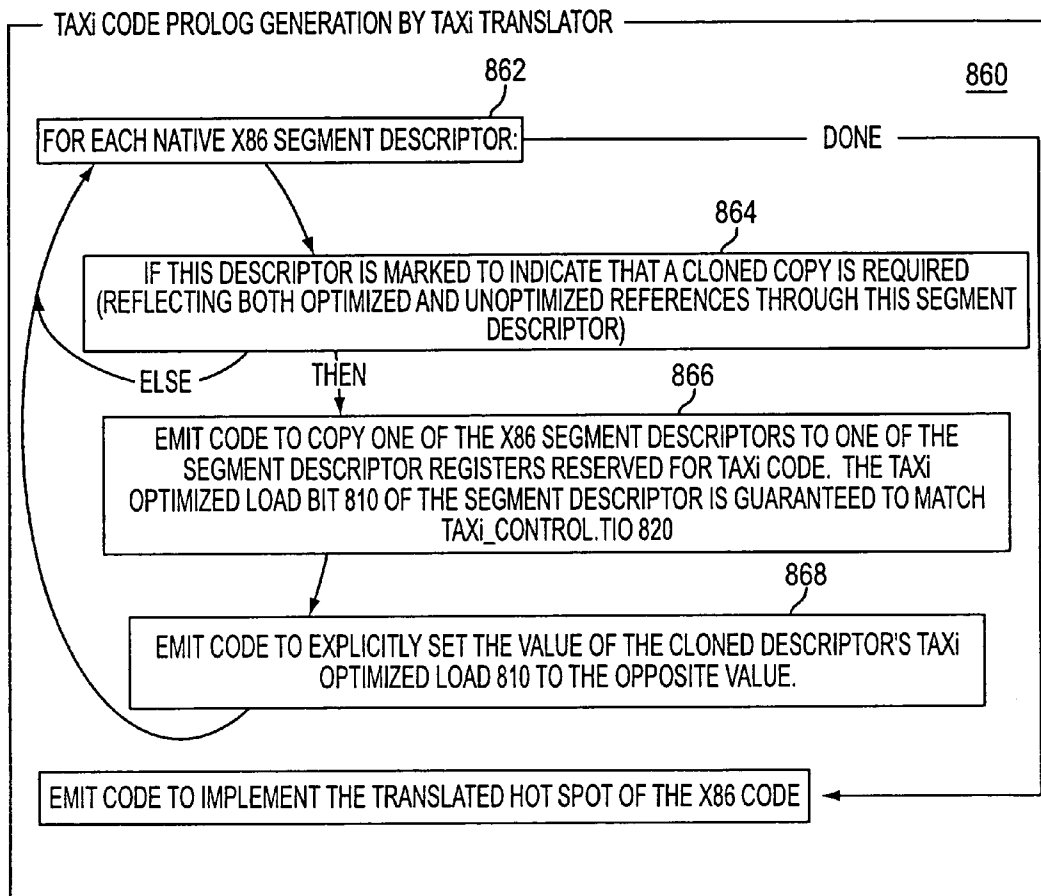 TAXi CODE PROLOG GENERATION BY TAXi TRANSLATOR
860
862
FOR EACH NATIVE X86 SEGMENT DESCRIPTOR:
DONE
864
IF THIS DESCRIPTOR IS MARKED TO INDICATE THAT A CLONED COPY IS REQUIRED
(REFLECTING BOTH OPTIMIZED AND UNOPTIMIZED REFERENCES THROUGH THIS SEGMENT
DESCRIPTOR)
ELSE
THEN
866
EMIT CODE TO COPY ONE OF THE X86 SEGMENT DESCRIPTORS TO ONE OF THE
SEGMENT DESCRIPTOR REGISTERS RESERVED FOR TAXi CODE. THE TAXi
OPTIMIZED LOAD BIT 810 OF THE SEGMENT DESCRIPTOR IS GUARANTEED TO MATCH
TAXi_CONTROL.TIO 820
868
EMIT CODE TO EXPLICITLY SET THE VALUE OF THE CLONED DESCRIPTOR'S TAXi
OPTIMIZED LOAD 810 TO THE OPPOSITE VALUE.
EMIT CODE TO IMPLEMENT THE TRANSLATED HOT SPOT OF THE X86 CODE